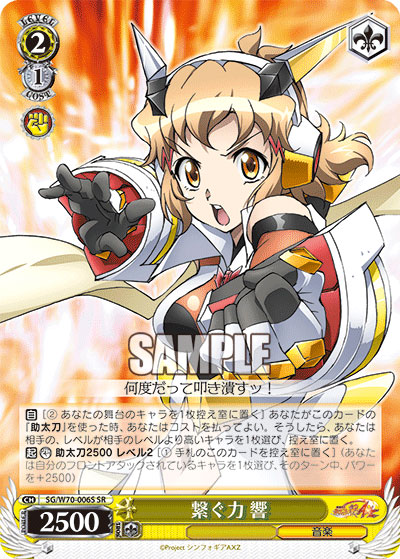 LEVEL
2
1
COST
SAMPLE
何度だって叩き潰すッ!
自 [② あなたの舞台のキャラを1枚控え室に置く] あなたがこのカードの
『助太刀』を使った時、あなたはコストを払ってよい。そうしたら、あなたは
相手の、レベルが相手のレベルより高いキャラを1枚選び、控え室に置く。
起 助太刀2500 レベル2 [① 手札のこのカードを控え室に置く] (あなた
は自分のフロントアタックされているキャラを1枚選び、そのターン中、パワー
を+2500)
CH SG/W70-006S SR
2500
繋ぐ力 響
音楽
©Project シンフォギアAXZ